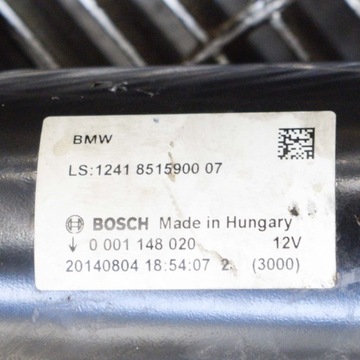 BMW
LS:1241 8515900 07
BOSCH Made in Hungary
↓ 0 001 148 020 12V
20140804 18:54:07 2 (3000)